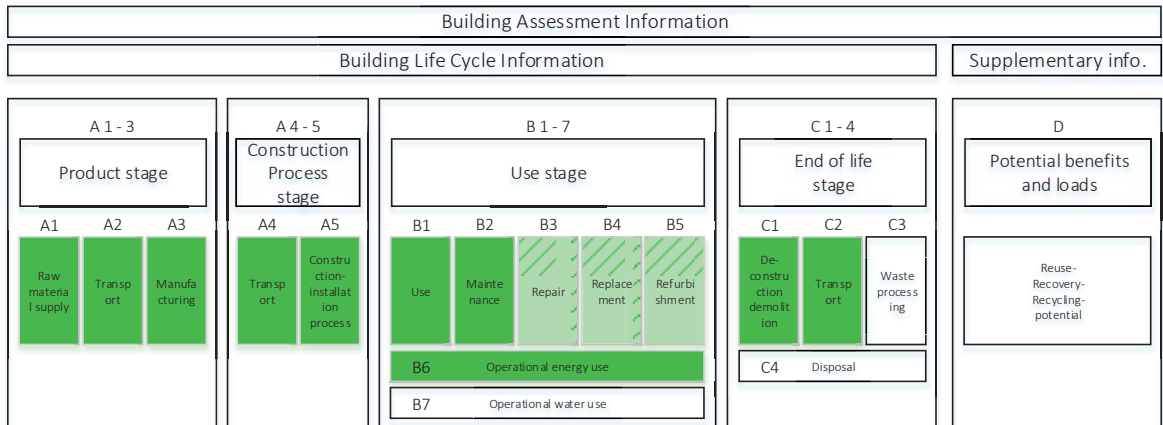 Building Assessment Information
Building Life Cycle Information
Supplementary info.
A 1 - 3
Product stage
A1
A2
A3
Raw
materia
l supply
Transp
ort
Manufa
cturing
A 4 - 5
Construction
Process
stage
A4
A5
Transp
ort
Constru
ction-
installat
ion
process
B 1 - 7
Use stage
B1
B2
B3
B4
B5
Use
Mainte
nance
Repair
Replace
ment
Refurbi
shment
B6
Operational energy use
B7
Operational water use
C 1 - 4
End of life
stage
C1
C2
C3
De-
constru
ction
demolit
ion
Transp
ort
Waste
process
ing
C4
Disposal
D
Potential benefits
and loads
Reuse-
Recovery-
Recycling-
potential